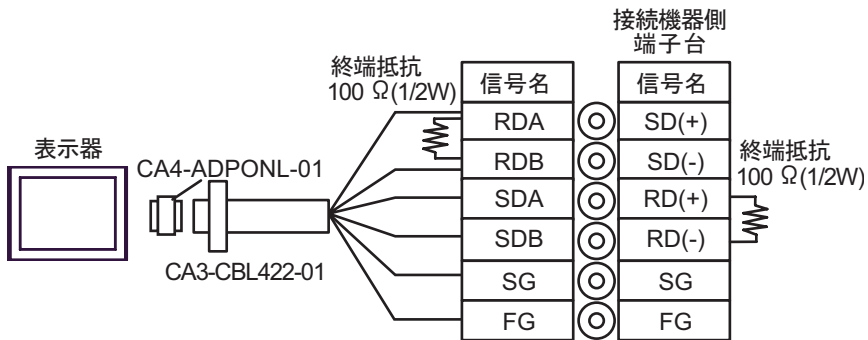 接続機器側
端子台
終端抵抗
100 Ω(1/2W)
信号名
信号名
RDA
SD(+)
表示器
CA4-ADPONL-01
RDB
SD(-)
終端抵抗
100 Ω(1/2W)
SDA
RD(+)
SDB
RD(-)
CA3-CBL422-01
SG
SG
FG
FG